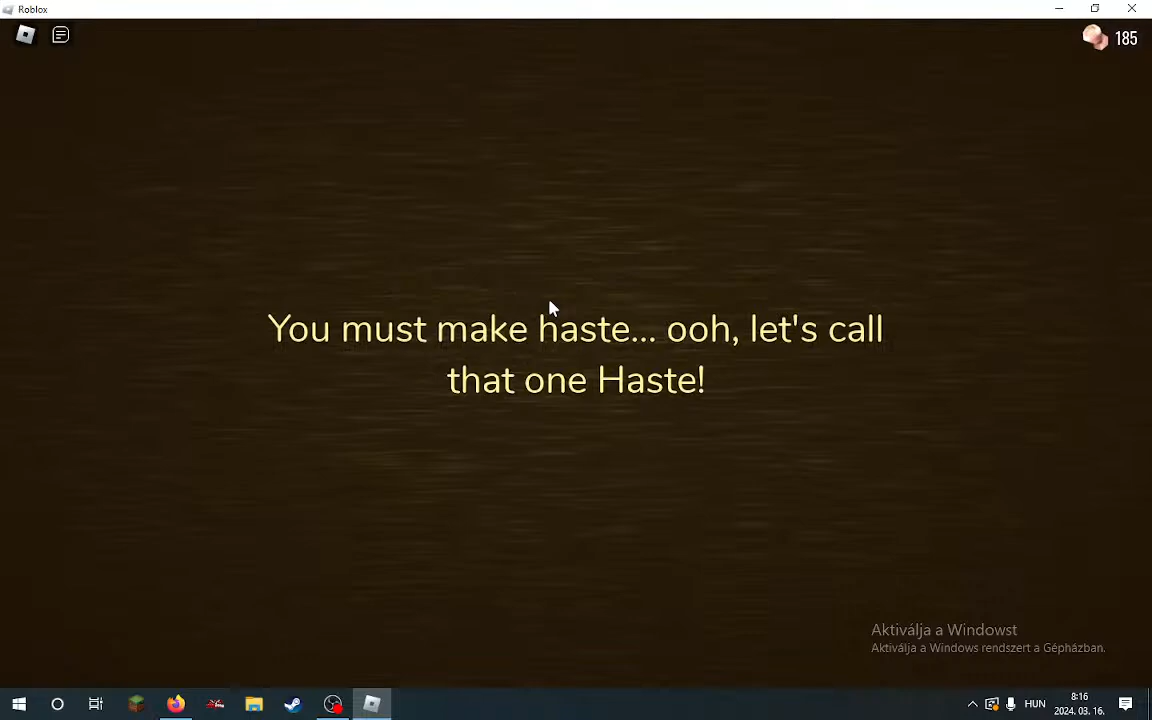 Roblox
185
You must make haste... ooh, let's call
that one Haste!
Aktiválja a Windowst
Aktiválja a Windows rendszert a Gépházban.
HUN
8:16
2024. 03. 16.